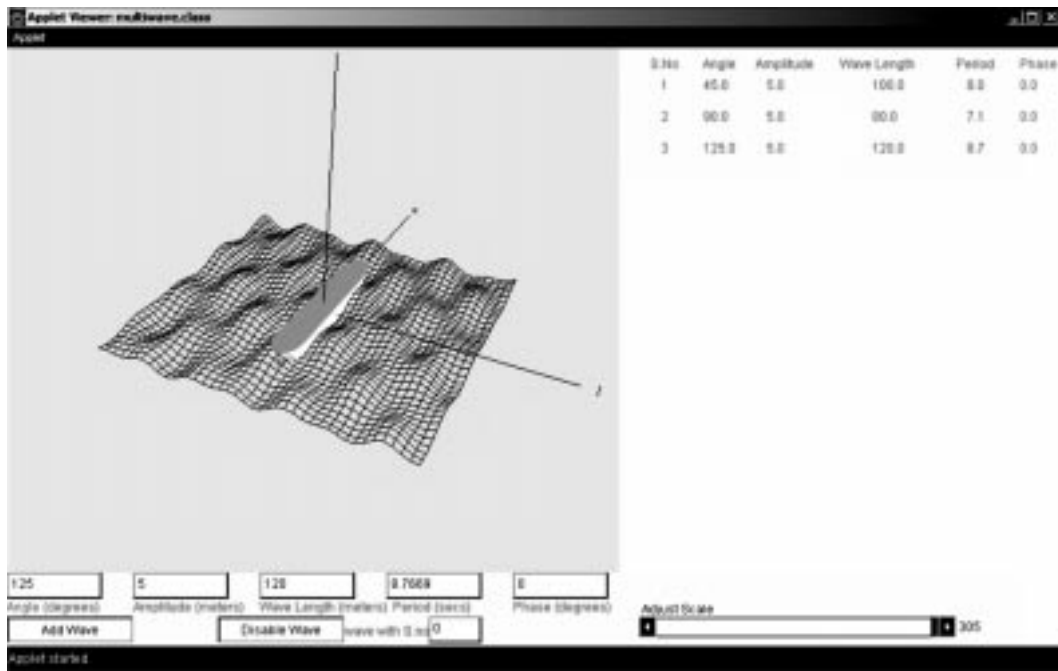 Applet Viewer: multiwave.class
Applet
S.No Angle Amplitude Wave Length Period Phase
1 45.0 5.0 100.0 8.0 0.0
2 90.0 5.0 80.0 7.1 0.0
3 125.0 5.0 120.0 8.7 0.0
125 5 120 8.7669 0
Angle (degrees) Amplitude (meters) Wave Length (meters) Period (secs) Phase (degrees)
Add Wave Disable Wave wave with S.no 0
Adjust Scale
305
Applet started.